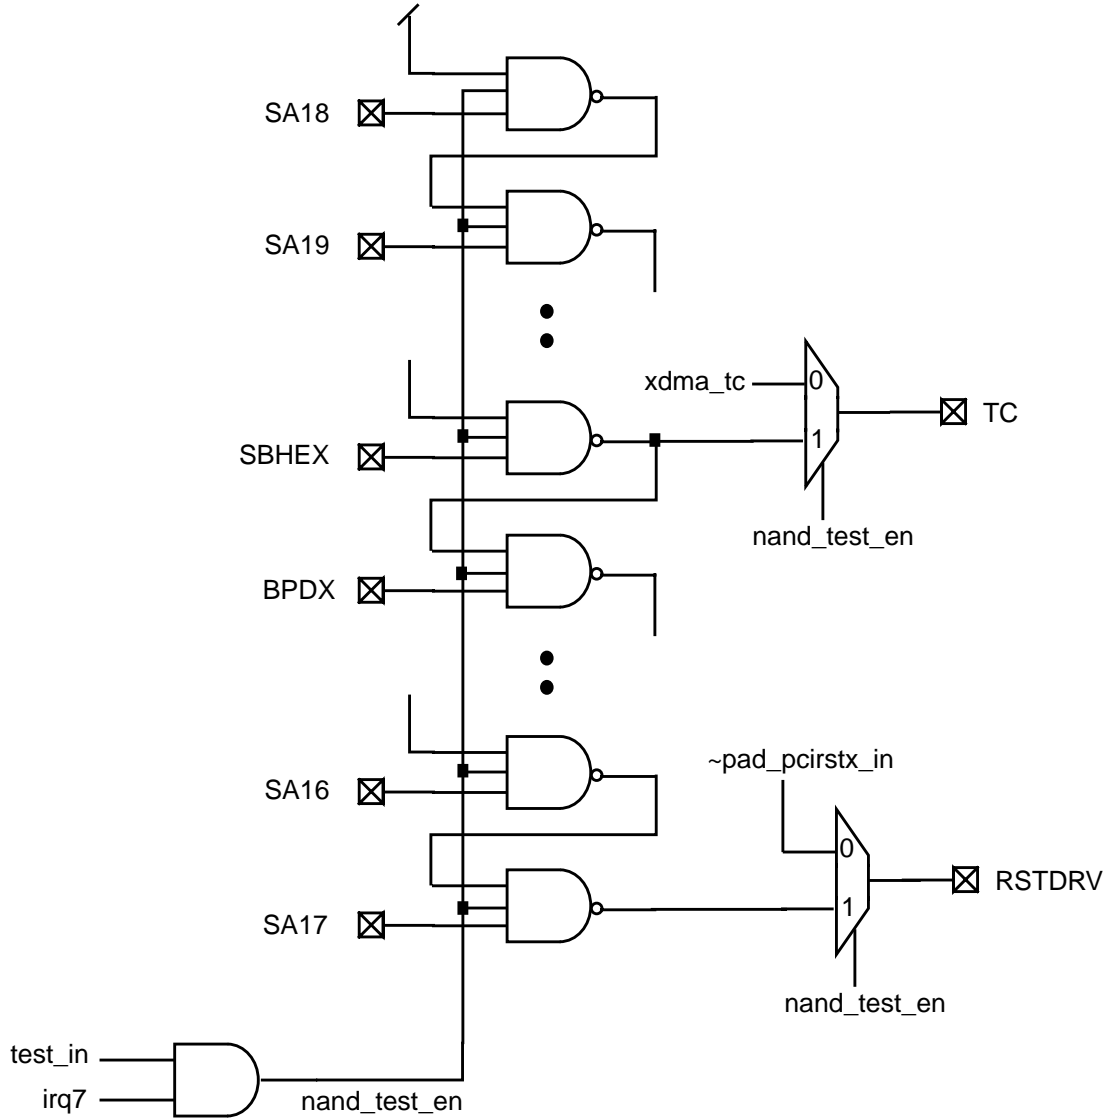 SA18
SA19
xdma_tc
0
TC
1
SBHEX
nand_test_en
BPDX
~pad_pcirstx_in
SA16
0
RSTDRV
1
SA17
nand_test_en
test_in
irq7
nand_test_en